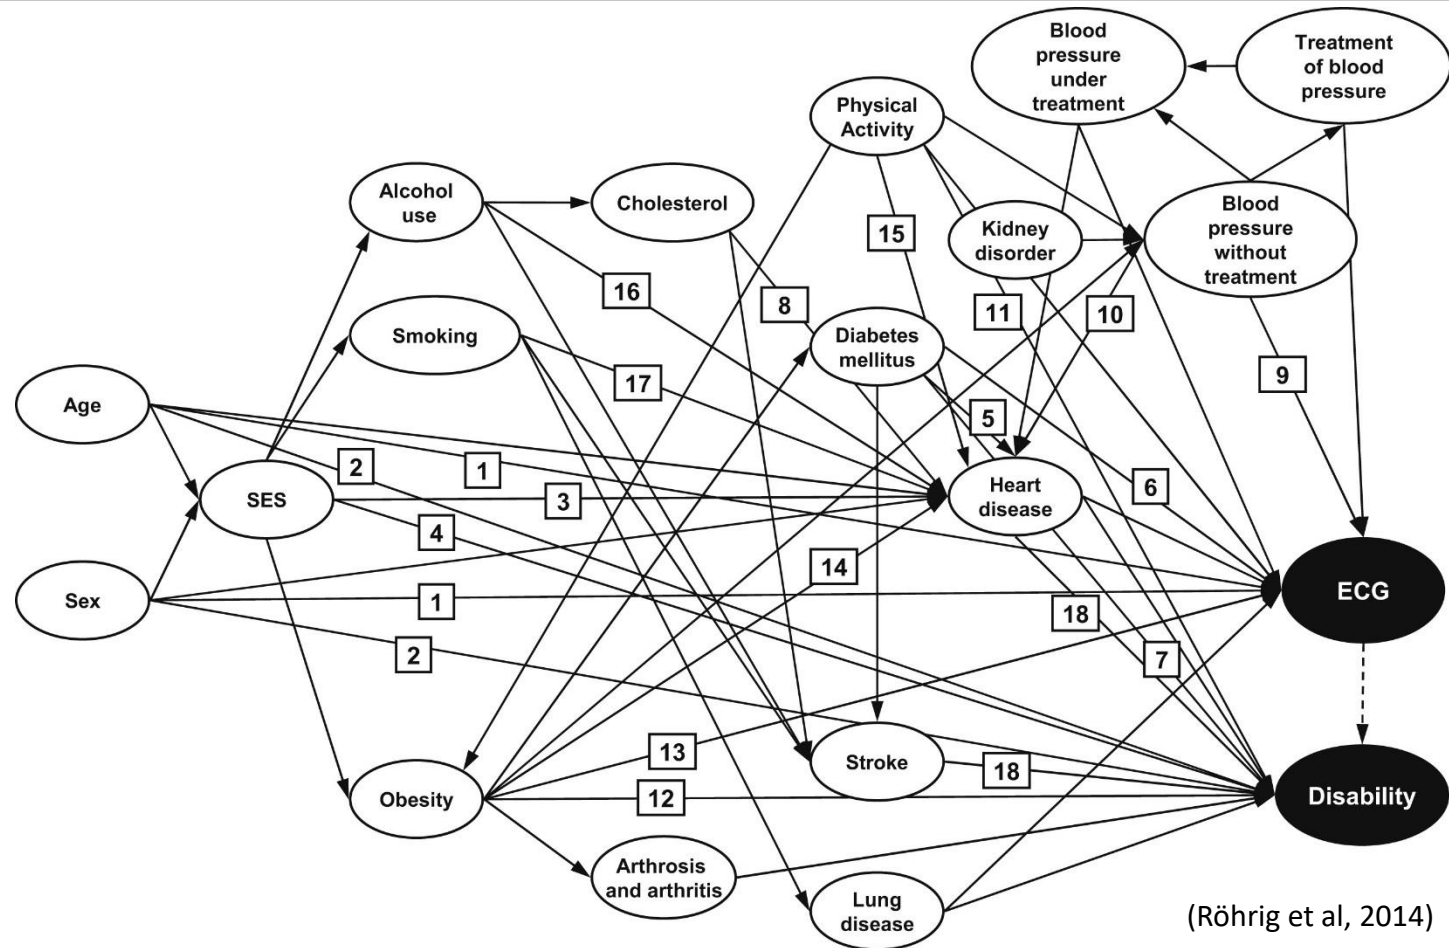 Blood
pressure
under
treatment
Treatment
of blood
pressure
Physical
Activity
Alcohol
use
Cholesterol
Kidney
disorder
Blood
pressure
without
treatment
15
16
8
11
10
Smoking
Diabetes
mellitus
17
9
Age
5
2
1
SES
3
6
Heart
disease
4
14
ECG
Sex
1
18
2
7
13
Stroke
18
Obesity
12
Disability
Arthrosis
and arthritis
Lung
disease
(Röhrig et al, 2014)